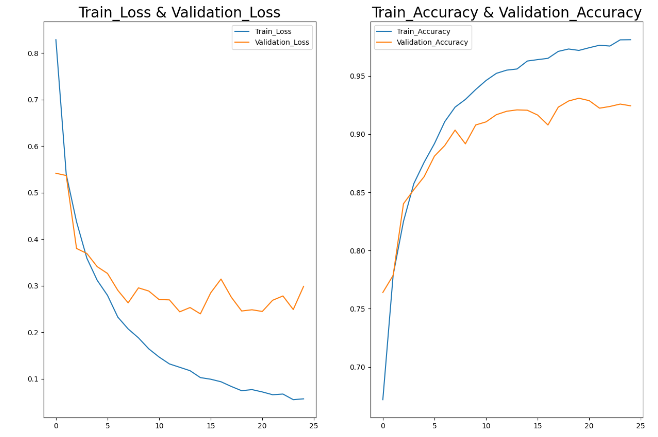 Train_Loss & Validation_Loss
Train_Loss
Validation_Loss
0.8
0.7
0.6
0.5
0.4
0.3
0.2
0.1
0 5 10 15 20 25
Train_Accuracy & Validation_Accuracy
Train_Accuracy
Validation_Accuracy
0.95
0.90
0.85
0.80
0.75
0.70
0 5 10 15 20 25